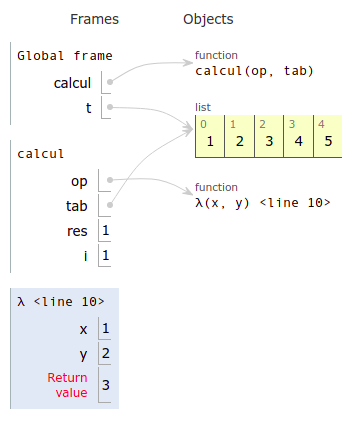 Frames Objects
Global frame
calcul
t
function
calcul(op, tab)
list
0 1 2 3 4
1 2 3 4 5
calcul
op
tab
res 1
i 1
function
λ(x, y) <line 10>
λ <line 10>
x 1
y 2
Return
value 3